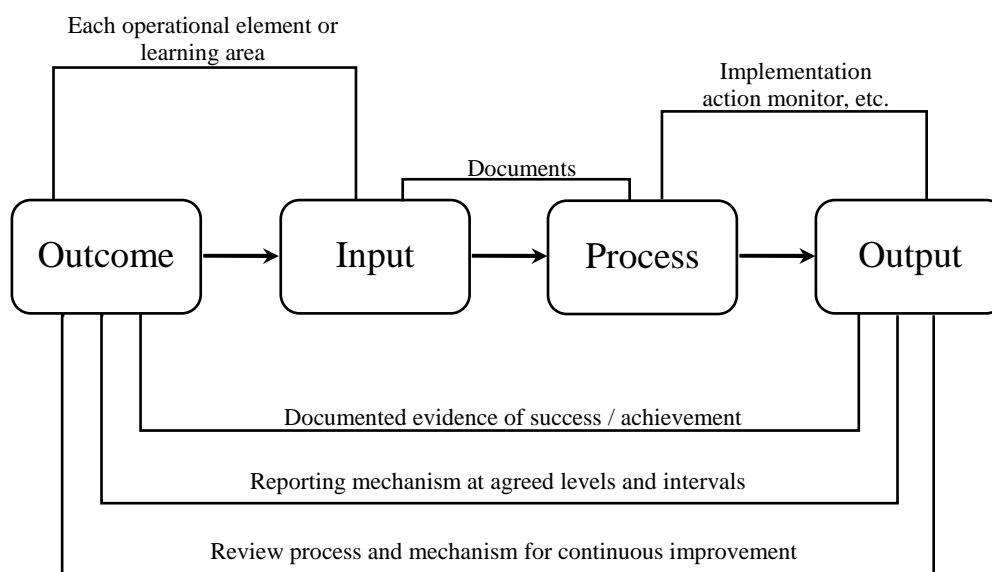 Each operational element or
learning area
Implementation
action monitor, etc.
Documents
Outcome
Input
Process
Output
Documented evidence of success / achievement
Reporting mechanism at agreed levels and intervals
Review process and mechanism for continuous improvement